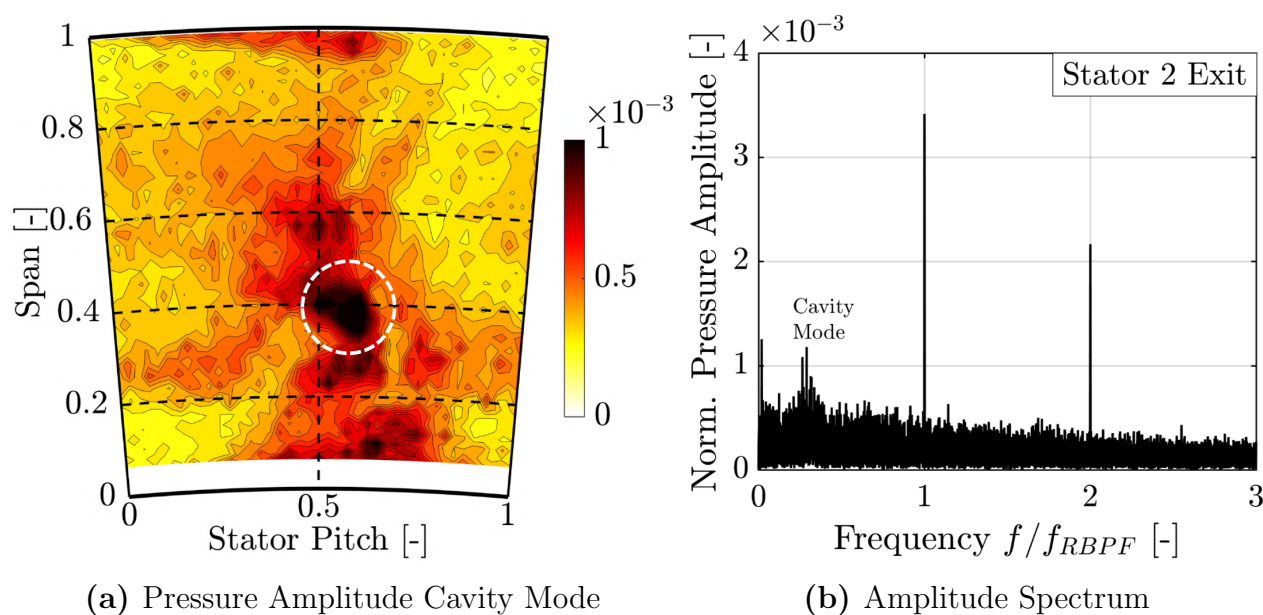 1
0.8
0.6
0.4
0.2
0
Span [-]
0
0.5
1
Stator Pitch [-]
×10⁻³
1
0.5
0
(a) Pressure Amplitude Cavity Mode
×10⁻³
4
3
2
1
0
Norm. Pressure Amplitude [-]
Stator 2 Exit
Cavity
Mode
0
1
2
3
Frequency f/f_RBPF [-]
(b) Amplitude Spectrum